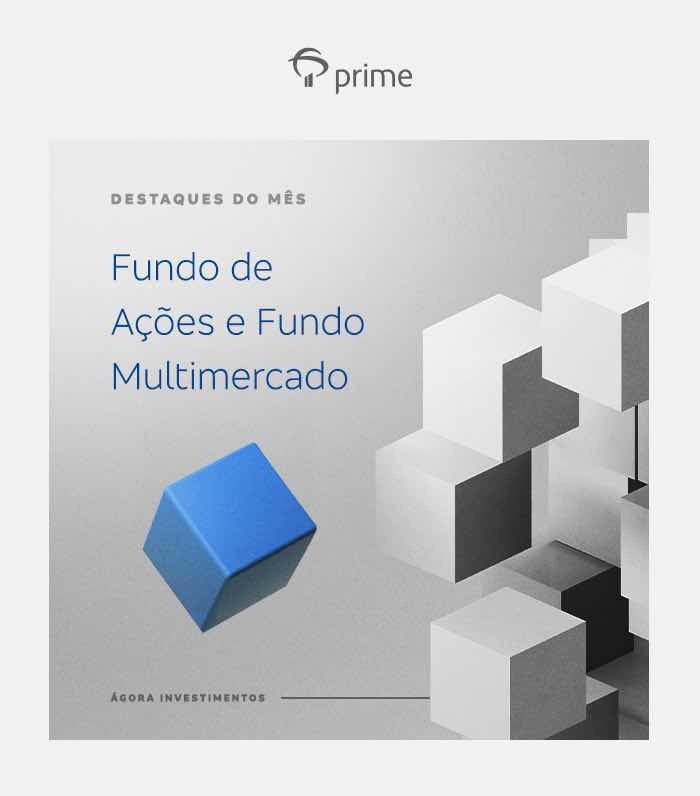 prime
DESTAQUES DO MÊS
Fundo de
Ações e Fundo
Multimercado
ÁGORA INVESTIMENTOS